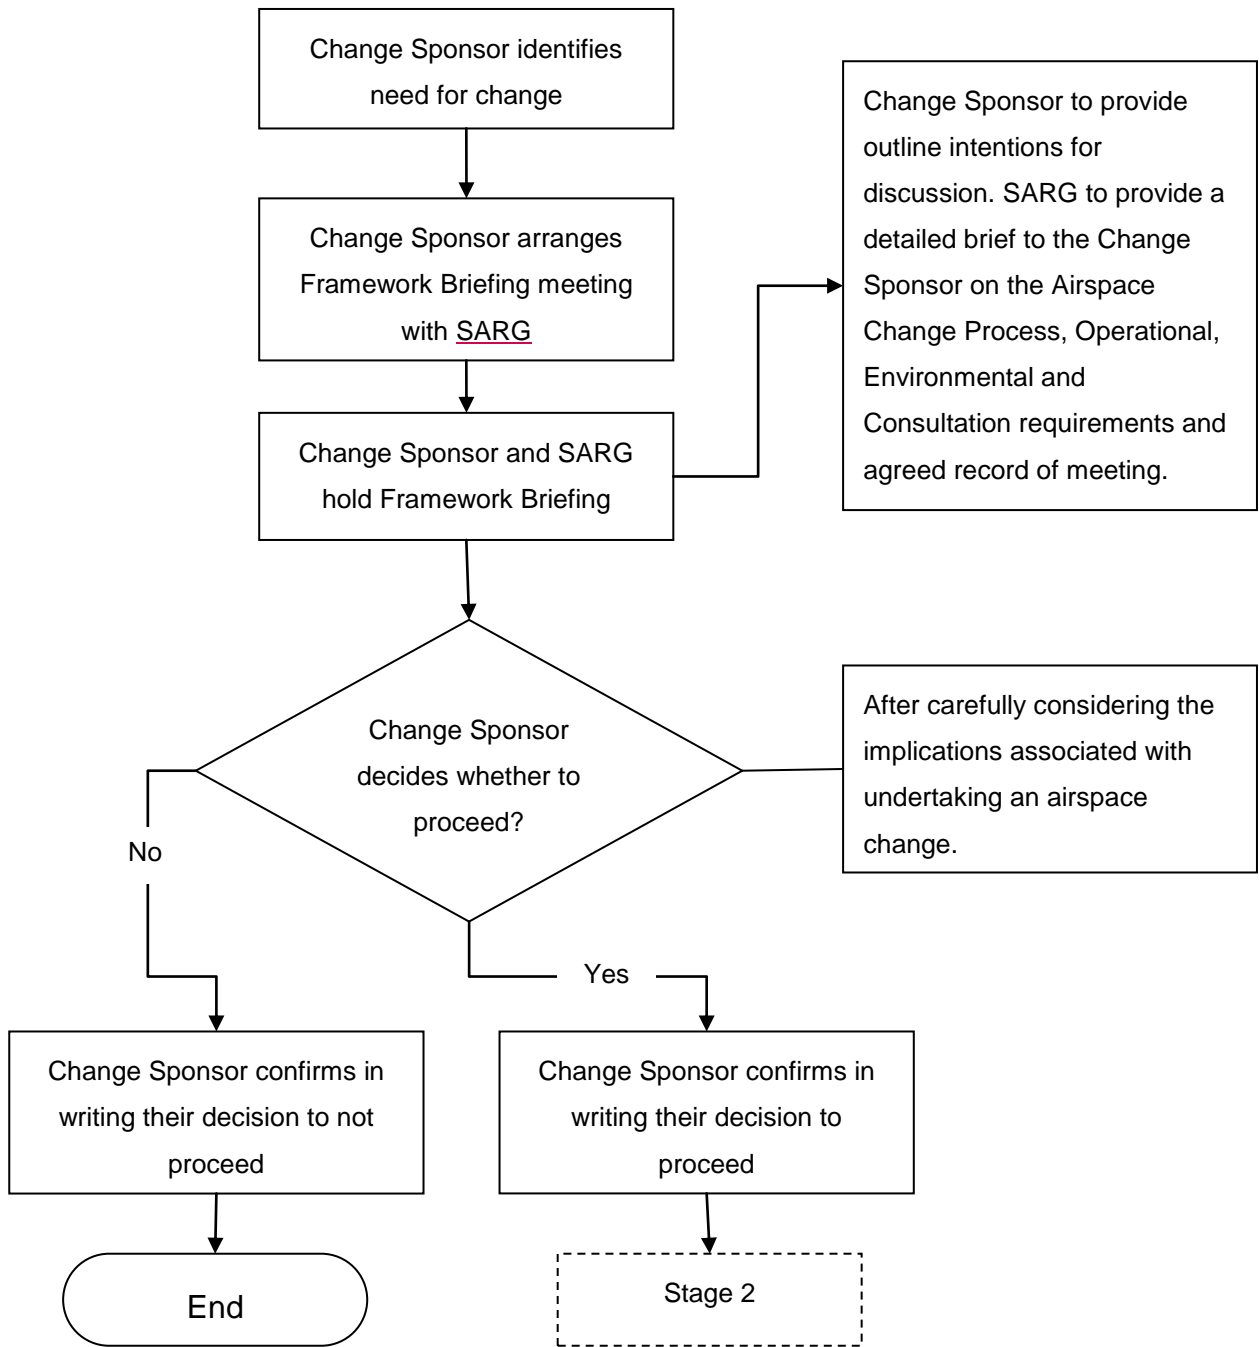 Change Sponsor identifies
need for change
Change Sponsor arranges
Framework Briefing meeting
with SARG
Change Sponsor to provide
outline intentions for
discussion. SARG to provide a
detailed brief to the Change
Sponsor on the Airspace
Change Process, Operational,
Environmental and
Consultation requirements and
agreed record of meeting.
Change Sponsor and SARG
hold Framework Briefing
Change Sponsor
decides whether to
proceed?
After carefully considering the
implications associated with
undertaking an airspace
change.
No
Yes
Change Sponsor confirms in
writing their decision to not
proceed
Change Sponsor confirms in
writing their decision to
proceed
End
Stage 2